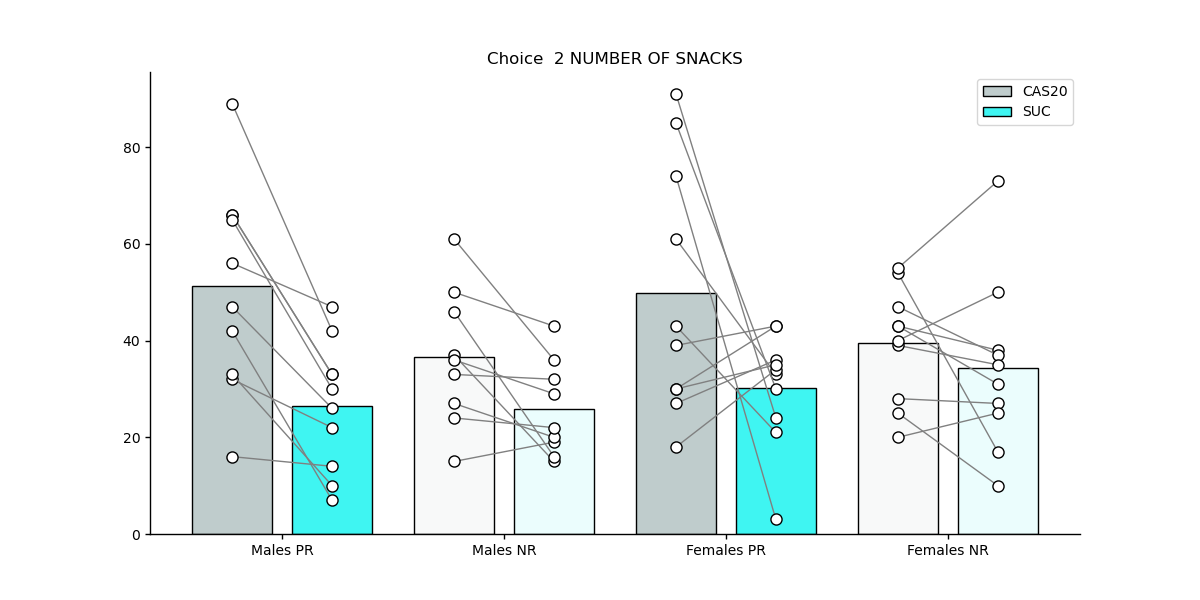 Choice  2 NUMBER OF SNACKS
CAS20
SUC
80
60
40
20
0
Males PR
Males NR
Females PR
Females NR